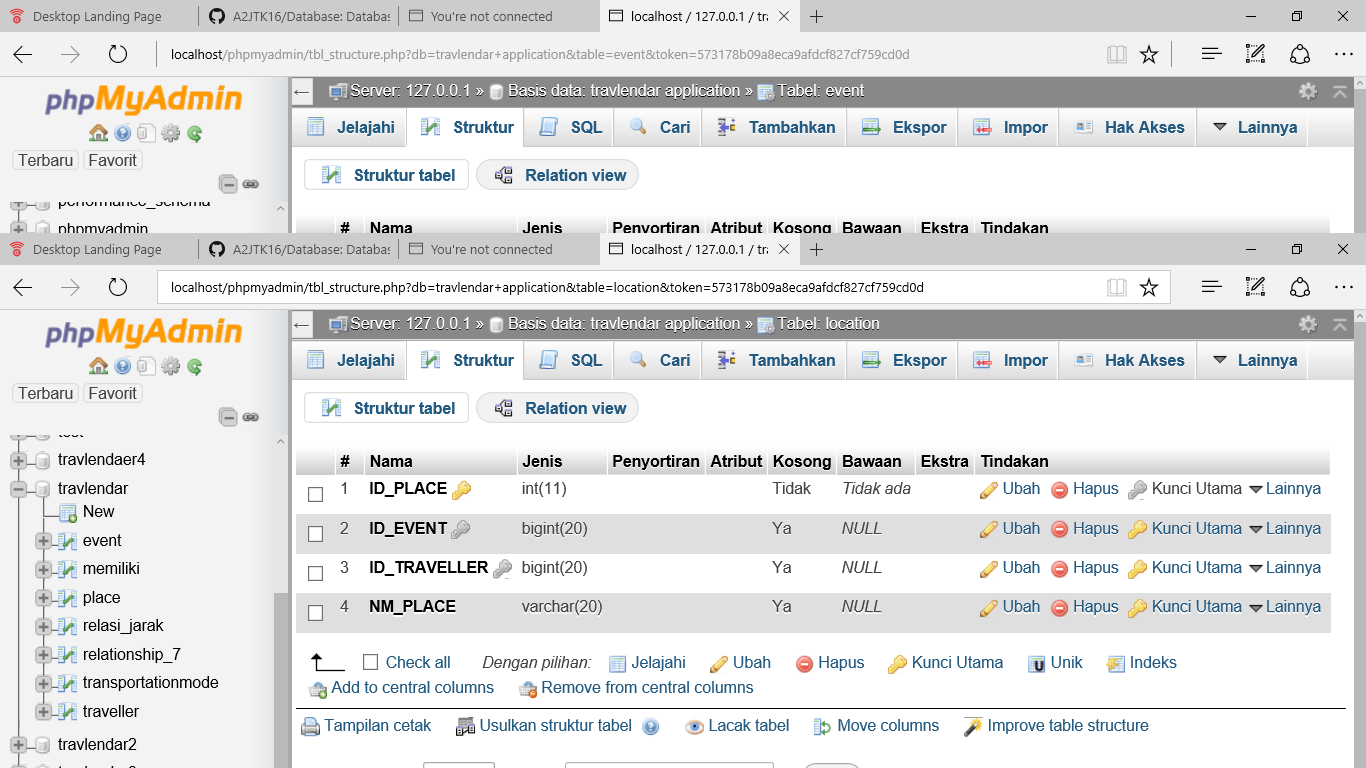 Desktop Landing Page A2JTK16/Database: Databas You're not connected localhost / 127.0.0.1 / tra
localhost/phpmyadmin/tbl_structure.php?db=travlendar+application&table=event&token=573178b09a8eca9afdcf827cf759cd0d
phpMyAdmin
Server: 127.0.0.1 » Basis data: travlendar application » Tabel: event
Jelajahi Struktur SQL Cari Tambahkan Ekspor Impor Hak Akses Lainnya
Terbaru Favorit
Struktur tabel Relation view
performance_schema
phpmyadmin
# Nama Jenis Penyortiran Atribut Kosong Bawaan Ekstra Tindakan
Desktop Landing Page A2JTK16/Database: Databas You're not connected localhost / 127.0.0.1 / tra
localhost/phpmyadmin/tbl_structure.php?db=travlendar+application&table=location&token=573178b09a8eca9afdcf827cf759cd0d
phpMyAdmin
Server: 127.0.0.1 » Basis data: travlendar application » Tabel: location
Jelajahi Struktur SQL Cari Tambahkan Ekspor Impor Hak Akses Lainnya
Terbaru Favorit
Struktur tabel Relation view
test
travlendaer4
travlendar
New
event
memiliki
place
relasi_jarak
relationship_7
transportationmode
traveller
travlendar2
# Nama Jenis Penyortiran Atribut Kosong Bawaan Ekstra Tindakan
1 ID_PLACE int(11) Tidak Tidak ada Ubah Hapus Kunci Utama Lainnya
2 ID_EVENT bigint(20) Ya NULL Ubah Hapus Kunci Utama Lainnya
3 ID_TRAVELLER bigint(20) Ya NULL Ubah Hapus Kunci Utama Lainnya
4 NM_PLACE varchar(20) Ya NULL Ubah Hapus Kunci Utama Lainnya
Check all Dengan pilihan: Jelajahi Ubah Hapus Kunci Utama Unik Indeks
Add to central columns Remove from central columns
Tampilan cetak Usulkan struktur tabel Lacak tabel Move columns Improve table structure